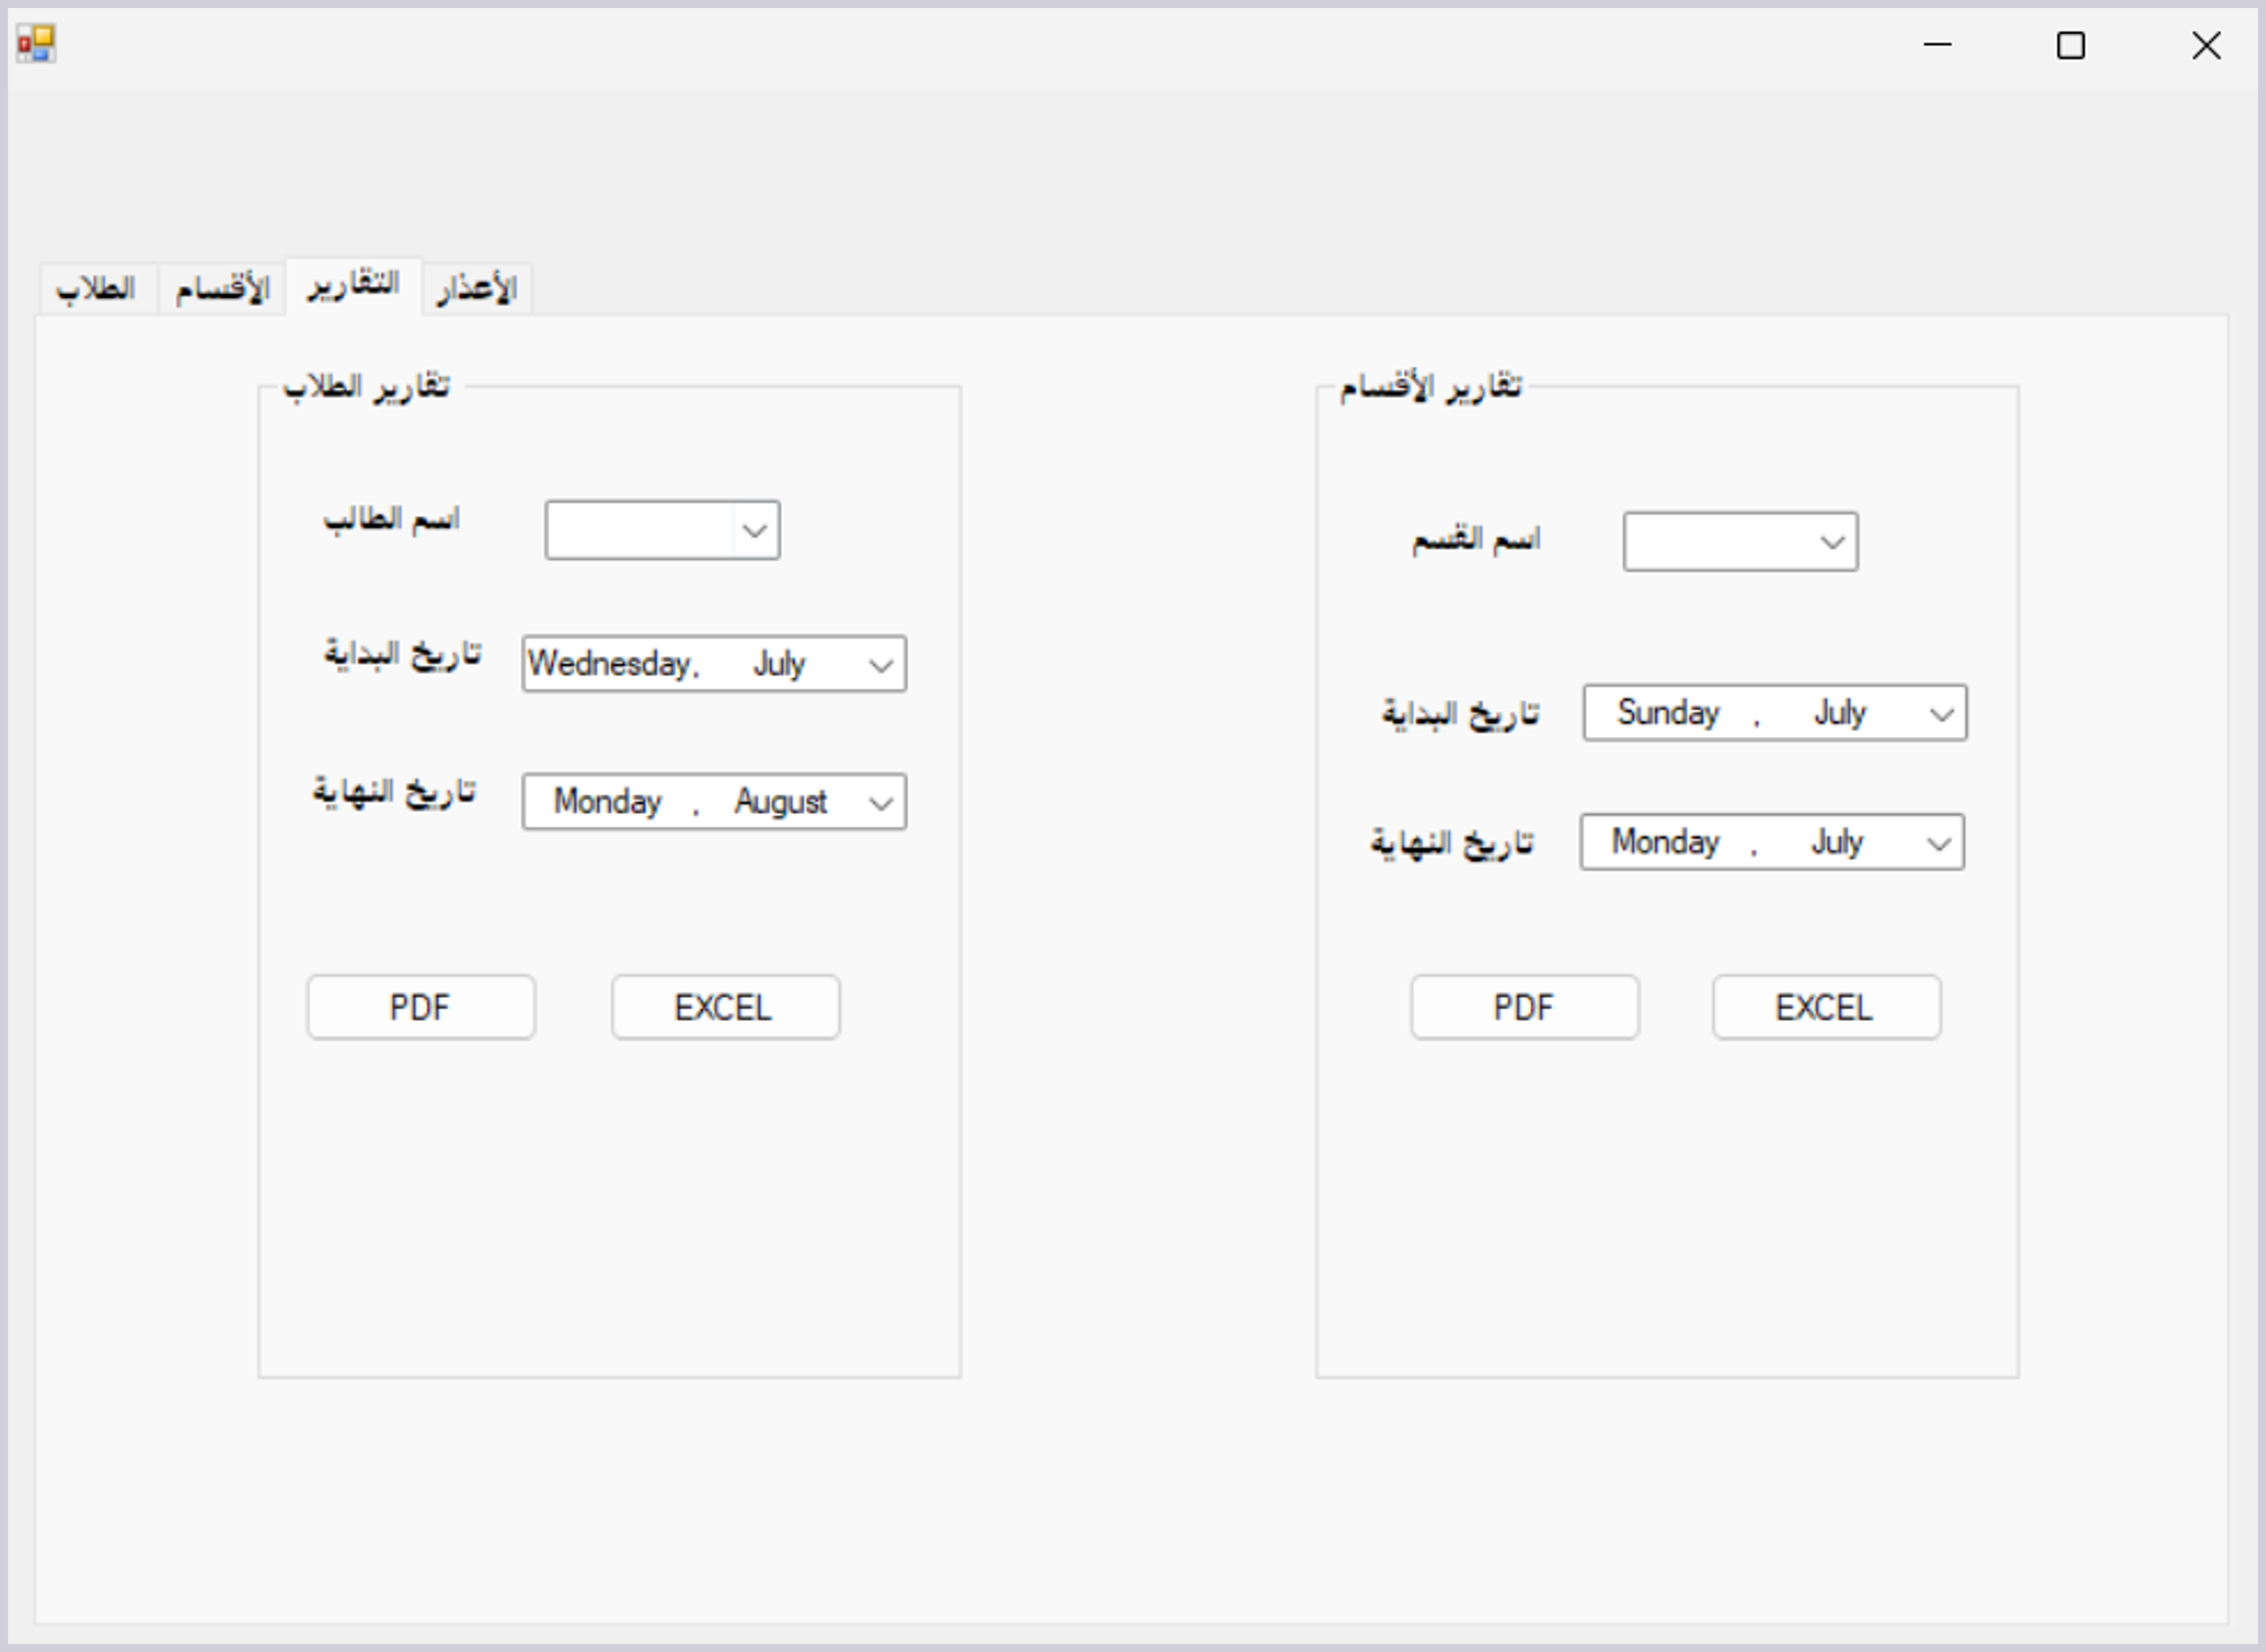 الطلاب
الأقسام
التقارير
الأعذار
تقارير الطلاب
اسم الطالب
تاريخ البداية
Wednesday, July
تاريخ النهاية
Monday , August
PDF
EXCEL
تقارير الأقسام
اسم القسم
تاريخ البداية
Sunday , July
تاريخ النهاية
Monday , July
PDF
EXCEL